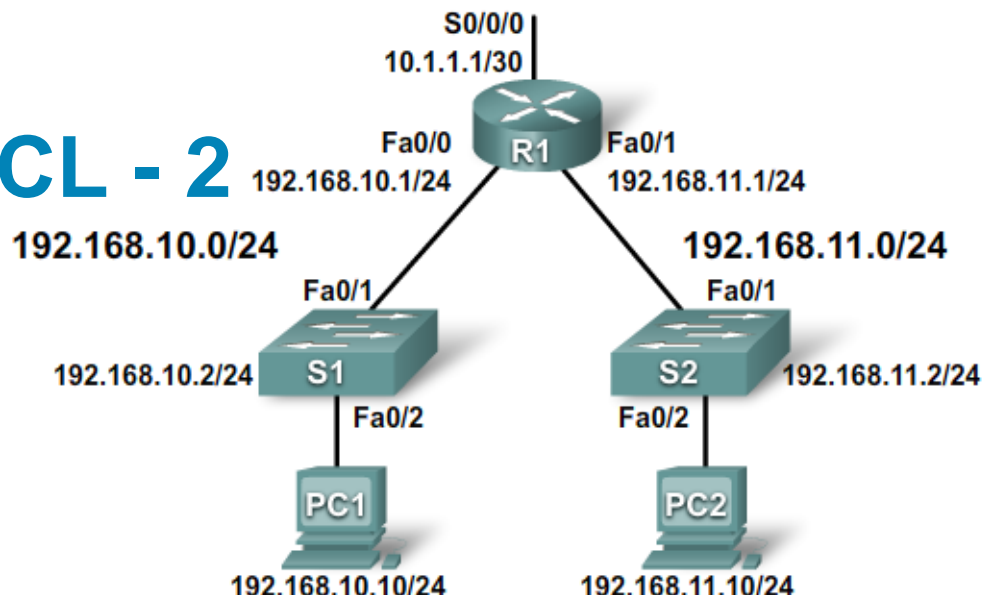 S0/0/0
10.1.1.1/30
CL - 2
Fa0/0
R1
Fa0/1
192.168.10.1/24
192.168.11.1/24
192.168.10.0/24
192.168.11.0/24
Fa0/1
Fa0/1
192.168.10.2/24
S1
S2
192.168.11.2/24
Fa0/2
Fa0/2
PC1
PC2
192.168.10.10/24
192.168.11.10/24